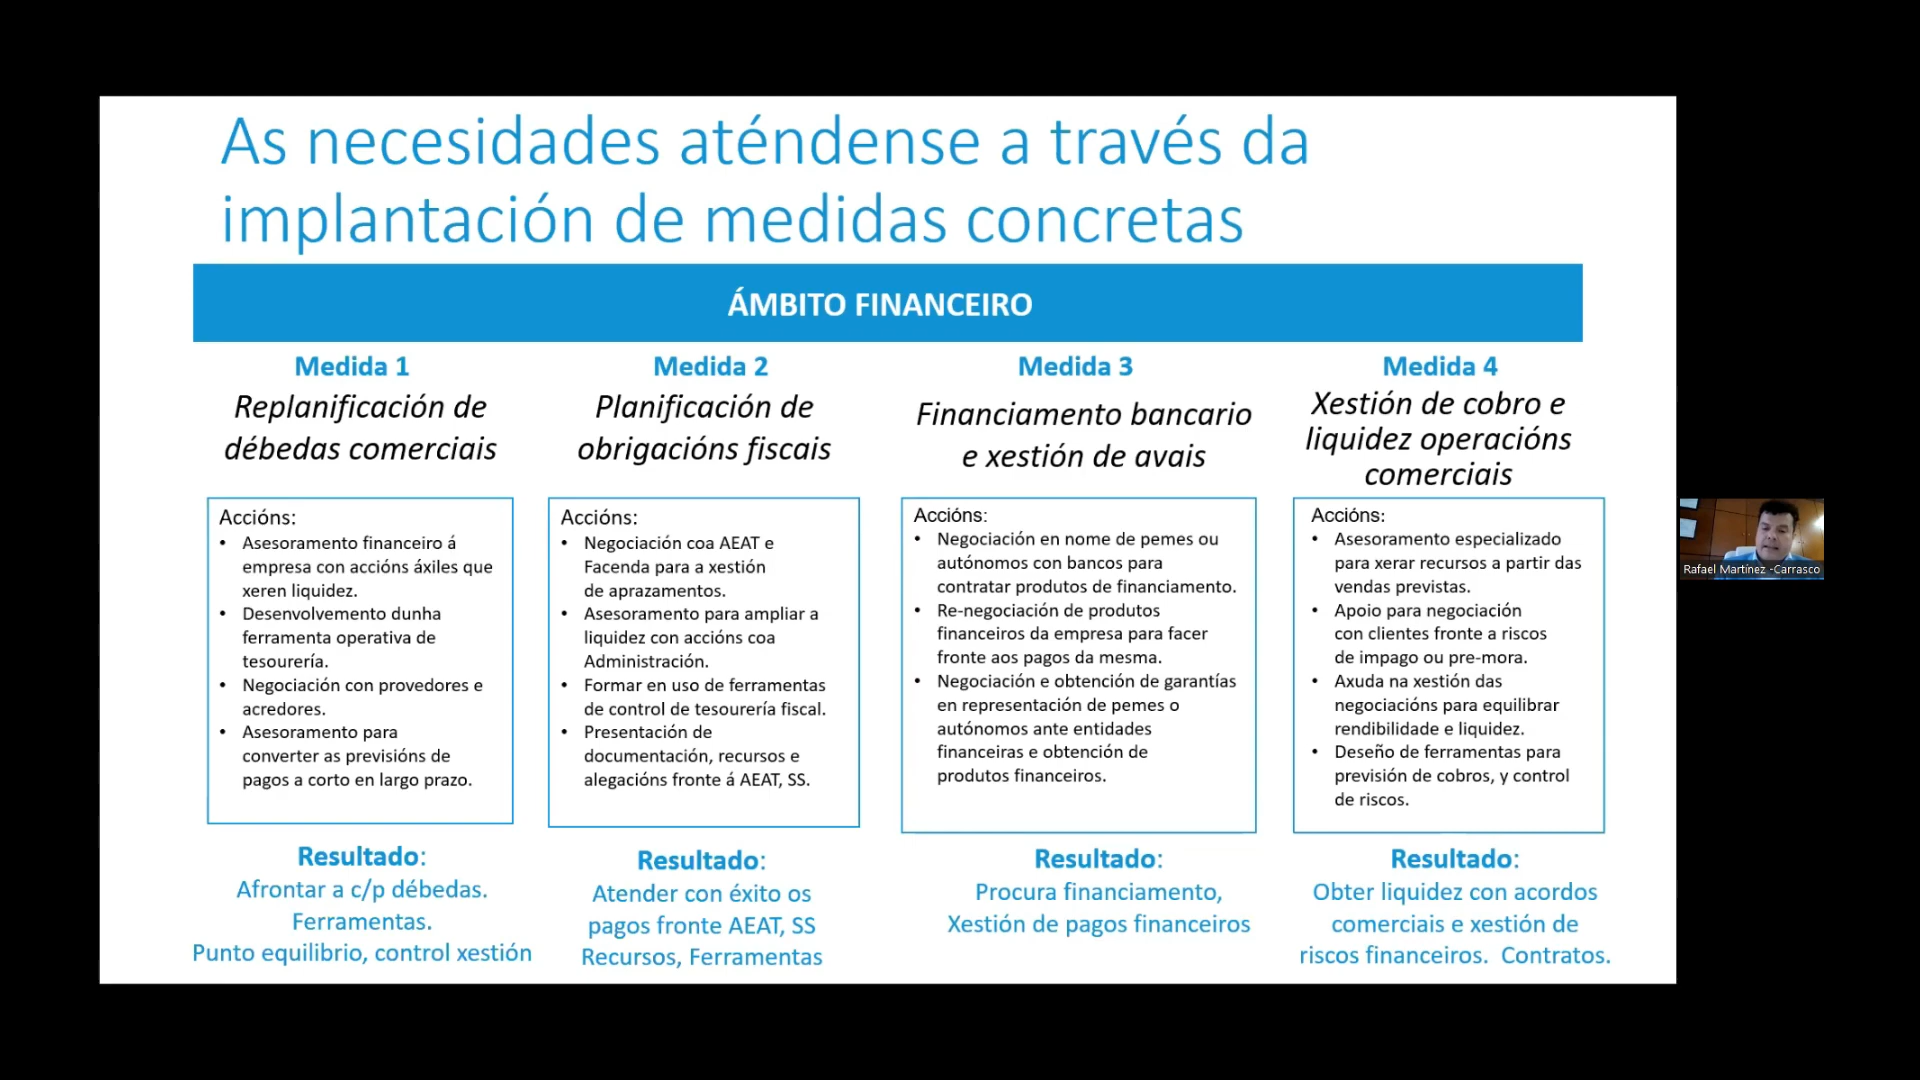 As necesidades aténdense a través da
implantación de medidas concretas
ÁMBITO FINANCEIRO
Medida 1
Replanificación de
débedas comerciais
Accións:
• Asesoramento financeiro á
empresa con accións áxiles que
xeren liquidez.
• Desenvolvemento dunha
ferramenta operativa de
tesourería.
• Negociación con provedores e
acredores.
• Asesoramento para
converter as previsións de
pagos a corto en largo prazo.
Resultado:
Afrontar a c/p débedas.
Ferramentas.
Punto equilibrio, control xestión
Medida 2
Planificación de
obrigacións fiscais
Accións:
• Negociación coa AEAT e
Facenda para a xestión
de aprazamentos.
• Asesoramento para ampliar a
liquidez con accións coa
Administración.
• Formar en uso de ferramentas
de control de tesourería fiscal.
• Presentación de
documentación, recursos e
alegacións fronte á AEAT, SS.
Resultado:
Atender con éxito os
pagos fronte AEAT, SS
Recursos, Ferramentas
Medida 3
Financiamento bancario
e xestión de avais
Accións:
• Negociación en nome de pemes ou
autónomos con bancos para
contratar produtos de financiamento.
• Re-negociación de produtos
financeiros da empresa para facer
fronte aos pagos da mesma.
• Negociación e obtención de garantías
en representación de pemes o
autónomos ante entidades
financeiras e obtención de
produtos financeiros.
Resultado:
Procura financiamento,
Xestión de pagos financeiros
Medida 4
Xestión de cobro e
liquidez operacións
comerciais
Accións:
• Asesoramento especializado
para xerar recursos a partir das
vendas previstas.
• Apoio para negociación
con clientes fronte a riscos
de impago ou pre-mora.
• Axuda na xestión das
negociacións para equilibrar
rendibilidade e liquidez.
• Deseño de ferramentas para
previsión de cobros, y control
de riscos.
Resultado:
Obter liquidez con acordos
comerciais e xestión de
riscos financeiros. Contratos.
Rafael Martínez -Carrasco